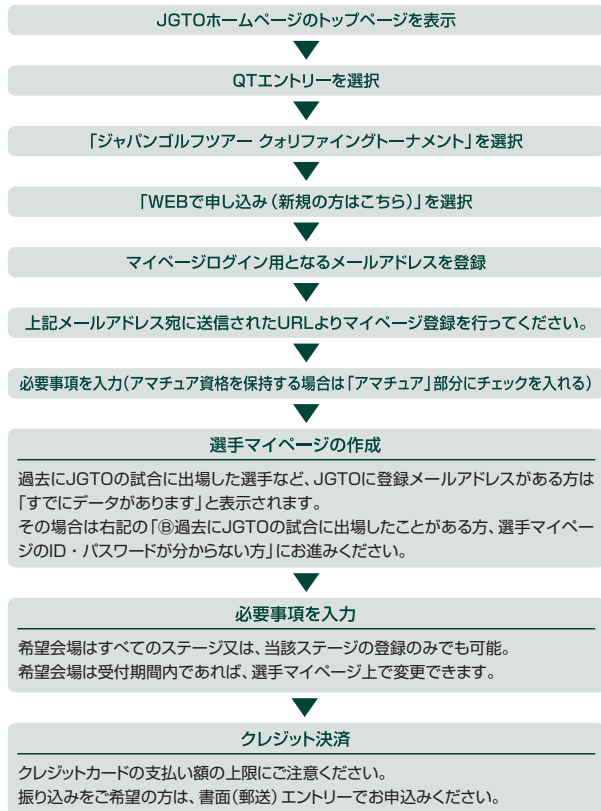 JGTOホームページのトップページを表示
QTエントリーを選択
「ジャパンゴルフツアー クォリファイングトーナメント」を選択
「WEBで申し込み（新規の方はこちら）」を選択
マイページログイン用となるメールアドレスを登録
上記メールアドレス宛に送信されたURLよりマイページ登録を行ってください。
必要事項を入力（アマチュア資格を保持する場合は「アマチュア」部分にチェックを入れる）
選手マイページの作成
過去にJGTOの試合に出場した選手など、JGTOに登録メールアドレスがある方は
「すでにデータがあります」と表示されます。
その場合は右記の「Ⓑ過去にJGTOの試合に出場したことがある方、選手マイペー
ジのID・パスワードが分からない方」にお進みください。
必要事項を入力
希望会場はすべてのステージ又は、当該ステージの登録のみでも可能。
希望会場は受付期間内であれば、選手マイページ上で変更できます。
クレジット決済
クレジットカードの支払い額の上限にご注意ください。
振り込みをご希望の方は、書面（郵送）エントリーでお申込みください。